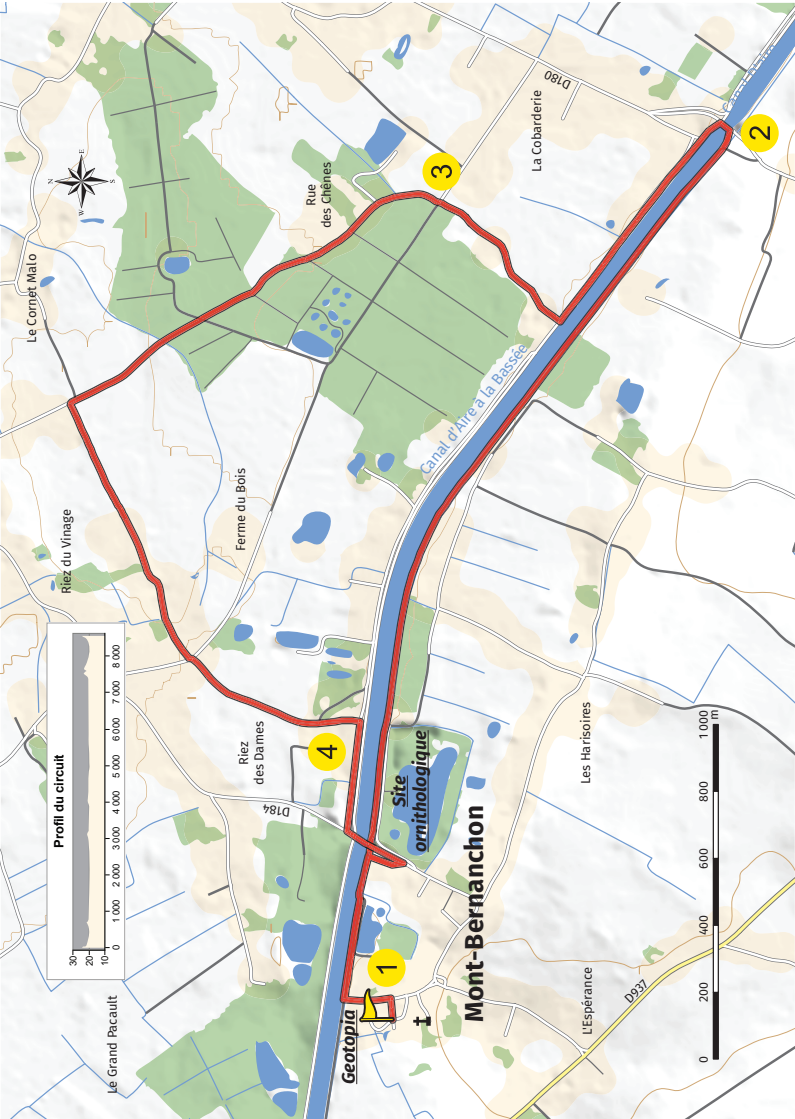 Profil du circuit
30
20
10
0
1 000
2 000
3 000
4 000
5 000
6 000
7 000
8 000
Le Grand Pacault
Riez du Vinage
Le Cornet Malo
N
E
S
W
Riez
des Dames
D184
Ferme du Bois
Rue
des Chênes
4
3
Geotopia
1
Site
ornithologique
Canal d'Aire à la Bassée
La Cobarderie
D180
2
Mont-Bernanchon
L'Espérance
Les Harisoires
D937
0
200
400
600
800
1 000
m